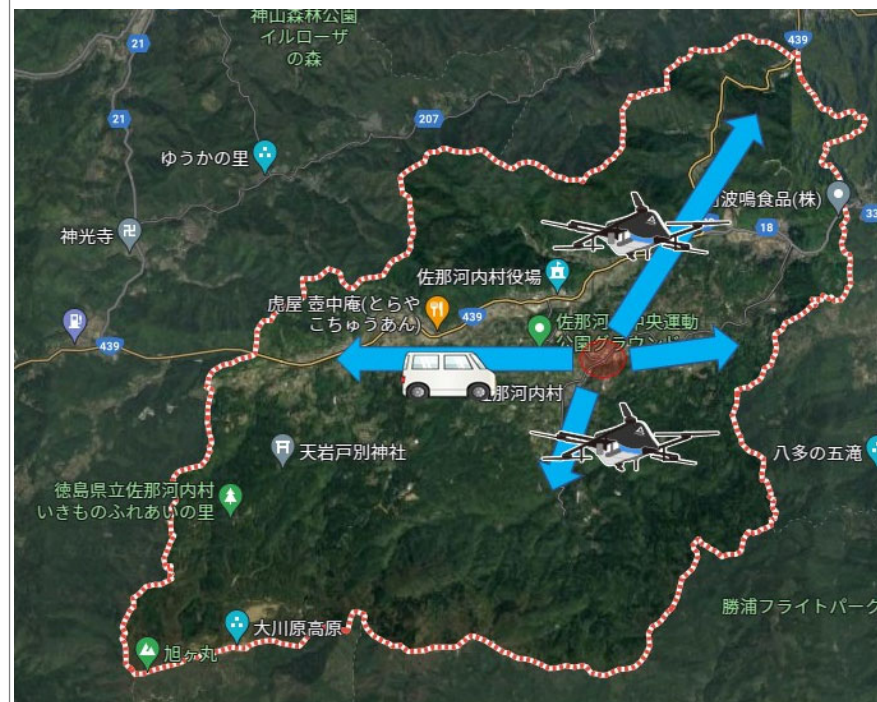 神山森林公園
イルローザ
の森
439
21
21
207
ゆうかの里
波鳴食品(株)
33
18
神光寺
佐那河内村役場
虎屋 壺中庵(とらや
こちゅうあん)
439
佐那河
中央運動
公園グラウンド
439
那河内村
天岩戸別神社
八多の五滝
徳島県立佐那河内村
いきものふれあいの里
勝浦フライトパーク
大川原高原
旭ヶ丸